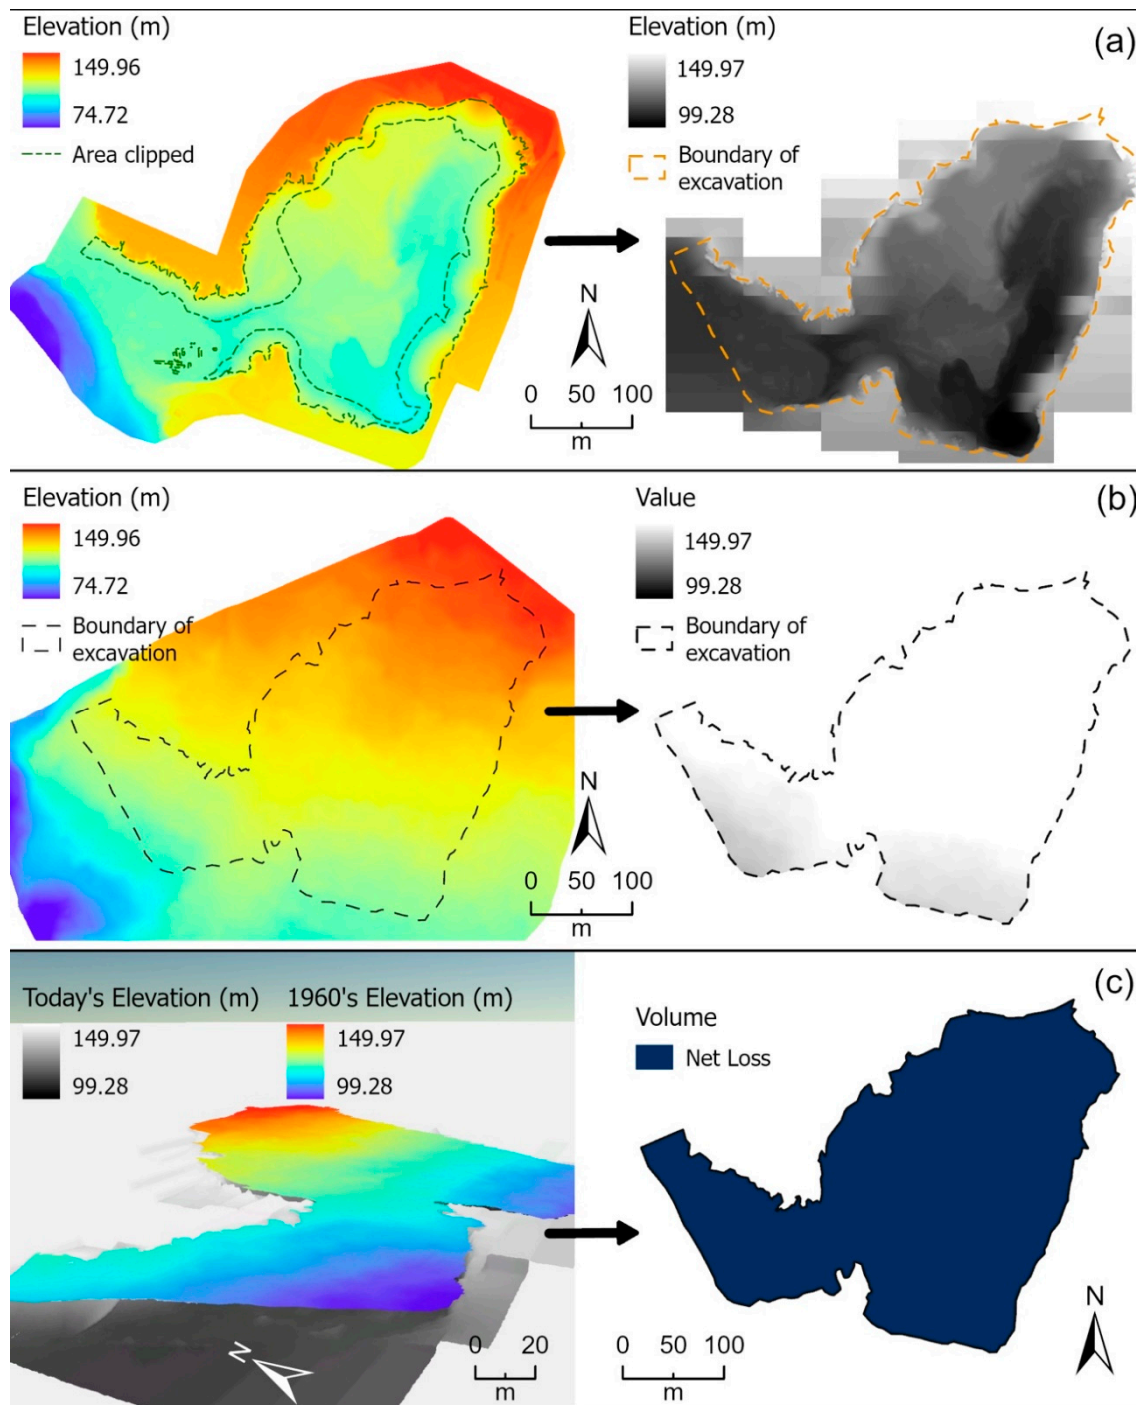 Elevation (m)
149.96
74.72
Area clipped
N
0 50 100
m
Elevation (m)
149.97
99.28
Boundary of
excavation
(a)
Elevation (m)
149.96
74.72
Boundary of
excavation
N
0 50 100
m
Value
149.97
99.28
Boundary of
excavation
(b)
Today's Elevation (m)
149.97
99.28
1960's Elevation (m)
149.97
99.28
N
0 20
m
Volume
Net Loss
(c)
0 50 100
m
N